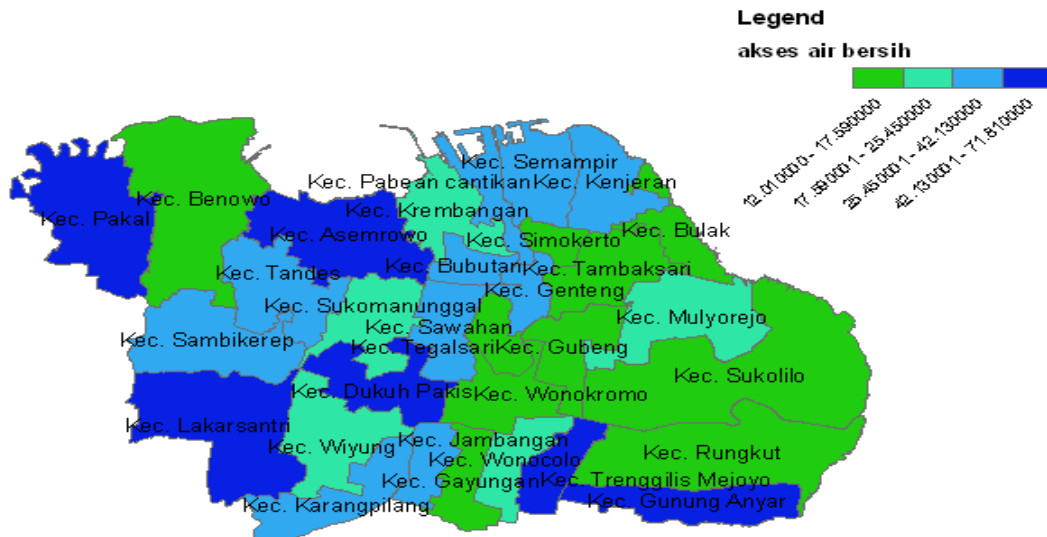 Legend
akses air bersih
12.010000 - 17.590000
17.590001 - 25.450000
25.450001 - 42.130000
42.130001 - 71.810000
Kec. Semampir
Kec. Pabean cantikan
Kec. Kenjeran
Kec. Benowo
Kec. Pakal
Kec. Krembangan
Kec. Asemrowo
Kec. Simokerto
Kec. Bulak
Kec. Tandes
Kec. Bubutan
Kec. Tambaksari
Kec. Genteng
Kec. Sukomanunggal
Kec. Mulyorejo
Kec. Sawahan
Kec. Sambikerep
Kec. Tegalsari
Kec. Gubeng
Kec. Sukolilo
Kec. Dukuh Pakis
Kec. Wonokromo
Kec. Lakarsantri
Kec. Wiyung
Kec. Jambangan
Kec. Wonocolo
Kec. Rungkut
Kec. Gayungan
Kec. Trenggilis Mejoyo
Kec. Karangpilang
Kec. Gunung Anyar